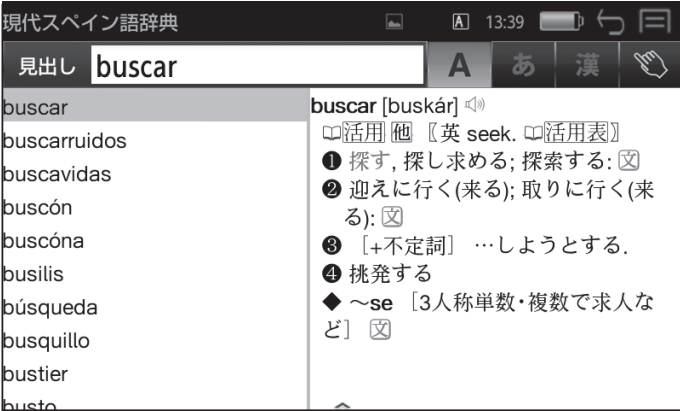 現代スペイン語辞典
A 13:39
見出し buscar A あ 漢
buscar
buscarruidos
buscavidas
buscón
buscóna
busilis
búsqueda
busquillo
bustier
busto
buscar [buskár]
活用 他 〖英 seek. 活用表〗
❶ 探す, 探し求める; 探索する: 文
❷ 迎えに行く(来る); 取りに行く(来
る): 文
❸ ［+不定詞］ …しようとする.
❹ 挑発する
◆ ～se ［3人称単数・複数で求人な
ど］ 文